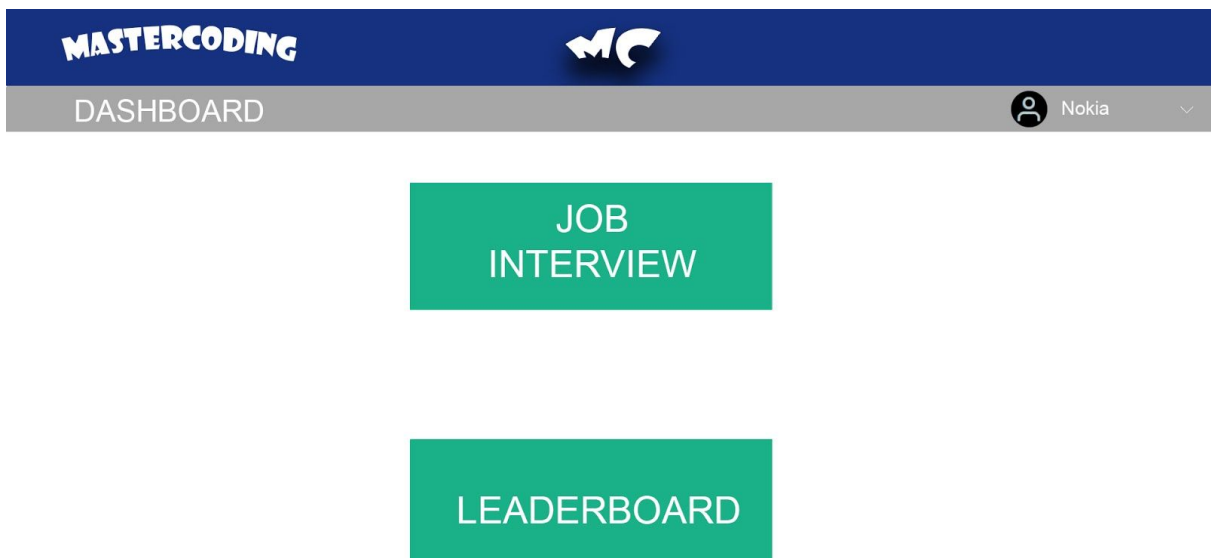 MASTERCODING
MC
DASHBOARD
Nokia
JOB
INTERVIEW
LEADERBOARD